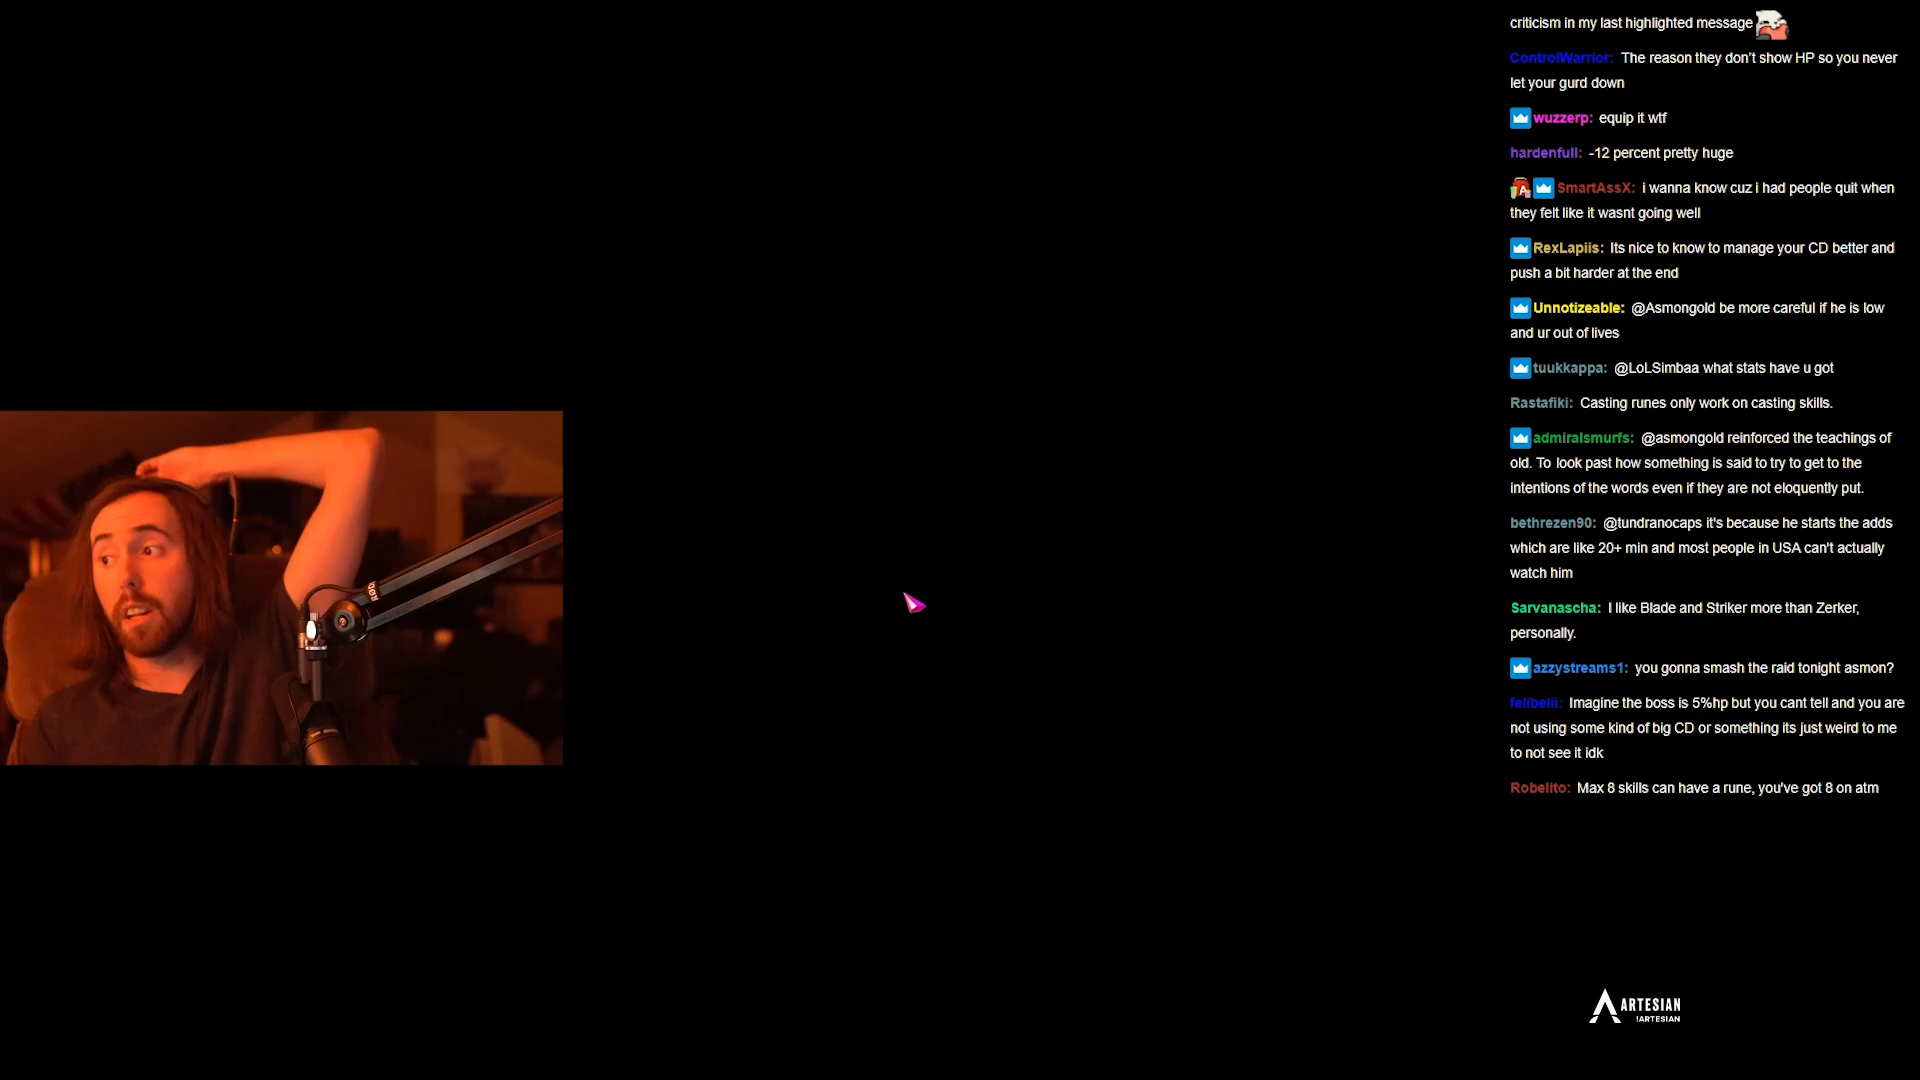 criticism in my last highlighted message
ControlWarrior: The reason they don't show HP so you never
let your gurd down
wuzzerp: equip it wtf
hardenfull: -12 percent pretty huge
SmartAssX: i wanna know cuz i had people quit when
they felt like it wasnt going well
RexLapiis: Its nice to know to manage your CD better and
push a bit harder at the end
Unnotizeable: @Asmongold be more careful if he is low
and ur out of lives
tuukkappa: @LoLSimbaa what stats have u got
Rastafiki: Casting runes only work on casting skills.
admiralsmurfs: @asmongold reinforced the teachings of
old. To look past how something is said to try to get to the
intentions of the words even if they are not eloquently put.
bethrezen90: @tundranocaps it's because he starts the adds
which are like 20+ min and most people in USA can't actually
watch him
Sarvanascha: I like Blade and Striker more than Zerker,
personally.
azzystreams1: you gonna smash the raid tonight asmon?
felibelii: Imagine the boss is 5%hp but you cant tell and you are
not using some kind of big CD or something its just weird to me
to not see it idk
Robelito: Max 8 skills can have a rune, you've got 8 on atm
RØDE
ARTESIAN
!ARTESIAN